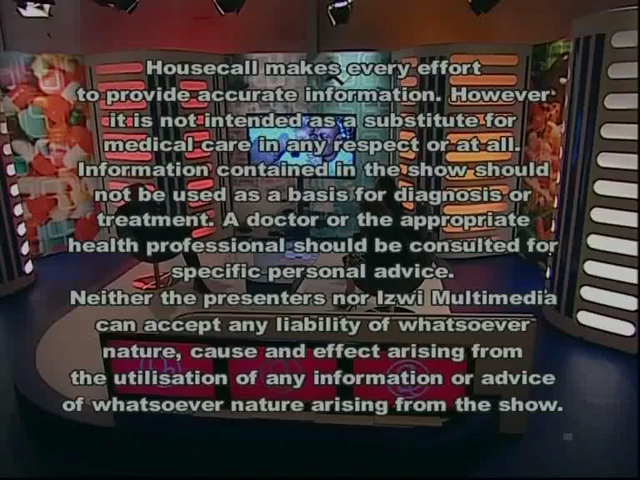 Housecall makes every effort
to provide accurate information. However
it is not intended as a substitute for
medical care in any respect or at all.
Information contained in the show should
not be used as a basis for diagnosis or
treatment. A doctor or the appropriate
health professional should be consulted for
specific personal advice.
Neither the presenters nor Izwi Multimedia
can accept any liability of whatsoever
nature, cause and effect arising from
the utilisation of any information or advice
of whatsoever nature arising from the show.